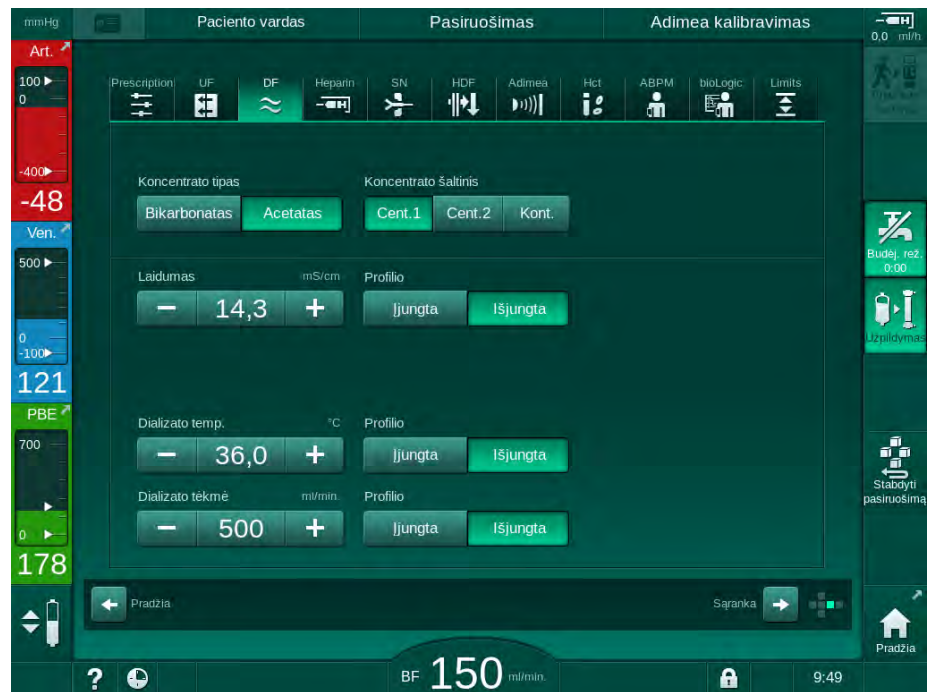 mmHg
Paciento vardas
Pasiruošimas
Adimea kalibravimas
0,0 ml/h
Art.
100
0
-400
-48
Ven.
500
0
-100
121
PBE
700
0
178
Prescription
UF
DF
Heparin
SN
HDF
Adimea
Hct
ABPM
bioLogic
Limits
Koncentrato tipas
Koncentrato šaltinis
Bikarbonatas
Acetatas
Cent.1
Cent.2
Kont.
Laidumas mS/cm
Profilio
14,3
Įjungta
Išjungta
Dializato temp. °C
Profilio
36,0
Įjungta
Išjungta
Dializato tėkmė ml/min.
Profilio
500
Įjungta
Išjungta
Pradžia
Sąranka
Budėj. rež.
0:00
Užpildymas
Stabdyti
pasiruošimą
Pradžia
?
BF 150 ml/min.
9:49